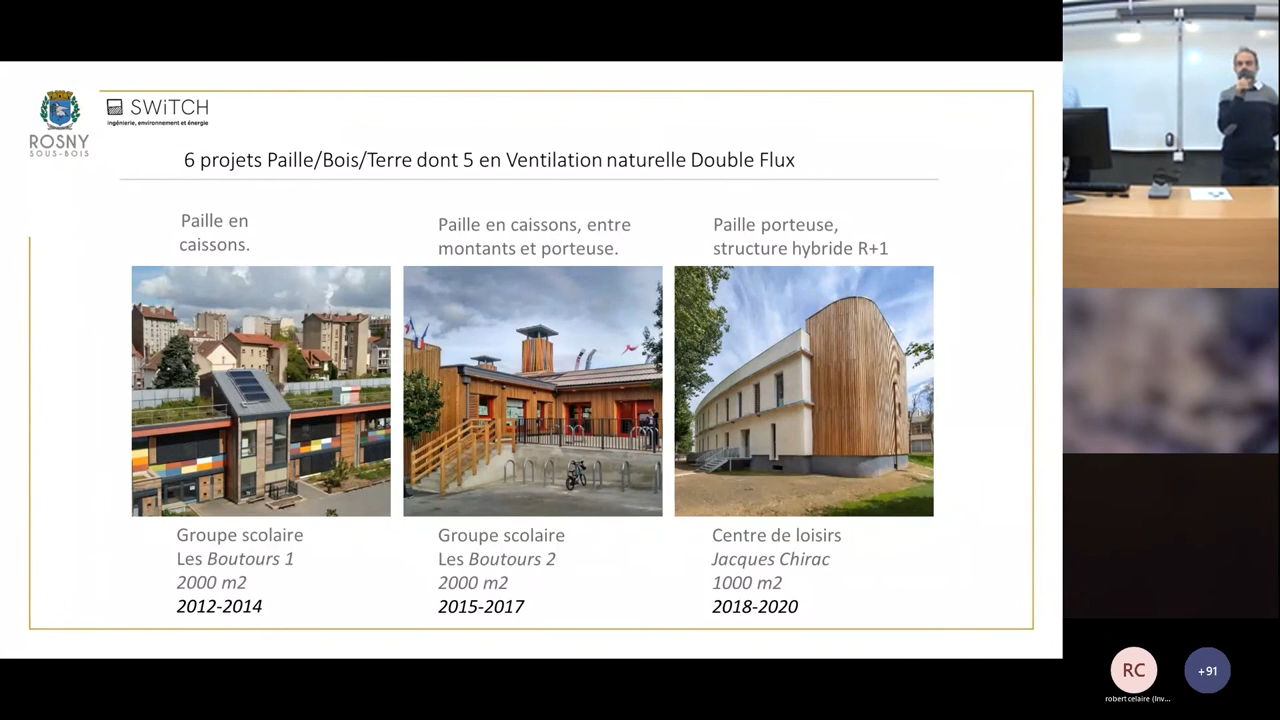 ROSNY
SOUS-BOIS
SWiTCH
ingénierie, environnement et énergie
6 projets Paille/Bois/Terre dont 5 en Ventilation naturelle Double Flux
Paille en
caissons.
Paille en caissons, entre
montants et porteuse.
Paille porteuse,
structure hybride R+1
Groupe scolaire
Les Boutours 1
2000 m2
2012-2014
Groupe scolaire
Les Boutours 2
2000 m2
2015-2017
Centre de loisirs
Jacques Chirac
1000 m2
2018-2020
RC
+91
robert celaire (Inv...